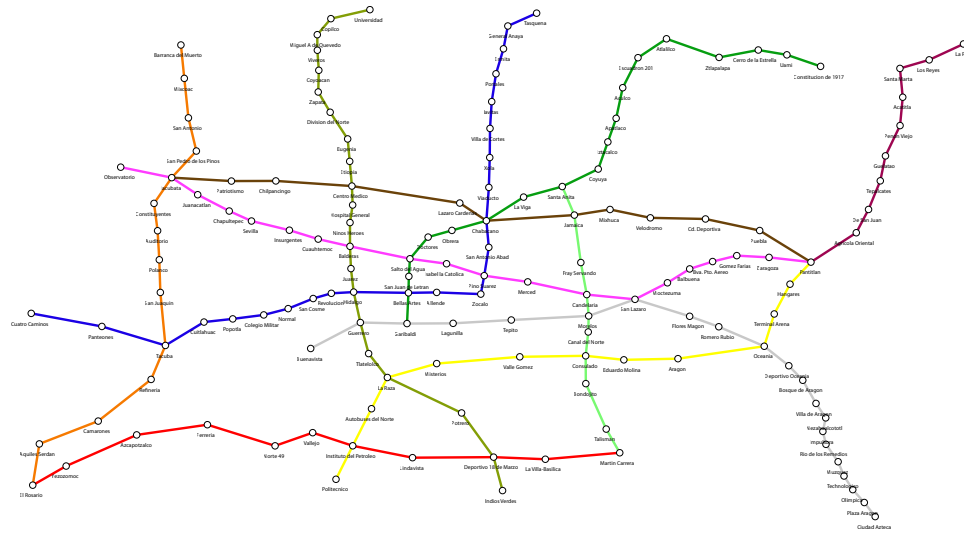 Universidad
Copilco
Tasquena
General Anaya
Miguel A de Quevedo
Atlalilco
Barranca del Muerto
Ermita
Viveros
Cerro de la Estrella
Uami
Escuadron 201
Iztapalapa
Constitucion de 1917
Los Reyes
Santa Marta
Coyoacan
Portales
Mixcoac
Zapata
Aculco
Acatitla
Division del Norte
San Antonio
Apatlaco
Villa de Cortes
Penon Viejo
Eugenia
Iztacalco
San Pedro de los Pinos
Guelatao
Xola
Etiopia
Coyuya
Observatorio
Tacubaya
Patriotismo
Chilpancingo
Centro Medico
Viaducto
Santa Anita
Tepalcates
Juanacatlan
La Viga
Constituyentes
Chapultepec
Hospital General
Lazaro Cardenas
Mixhuca
Jamaica
Velodromo
Cd. Deportiva
Sevilla
Ninos Heroes
Chabacano
Auditorio
Insurgentes
Obrera
Doctores
Puebla
Agricola Oriental
Cuauhtemoc
Balderas
San Antonio Abad
Gomez Farias
Zaragoza
Pantitlan
Polanco
Salto del Agua
Isabel la Catolica
Fray Servando
Blva. Pto. Aereo
Juarez
Balbuena
San Juan de Letran
Pino Suarez
Merced
Moctezuma
San Joaquin
Hangares
Revolucion
Hidalgo
Bellas Artes
Allende
Zocalo
Candelaria
San Lazaro
San Cosme
Cuatro Caminos
Normal
Colegio Militar
Terminal Arena
Panteones
Cuitlahuac
Popotla
Guerrero
Garibaldi
Lagunilla
Tepito
Morelos
Flores Magon
Romero Rubio
Canal del Norte
Tacuba
Buenavista
Oceania
Tlatelolco
Valle Gomez
Consulado
Eduardo Molina
Aragon
Misterios
Deportivo Oceania
Refineria
La Raza
Bosque de Aragon
Bondojito
Villa de Aragon
Autobuses del Norte
Potrero
Camarones
Azcapotzalco
Ferreria
Vallejo
Talisman
Aquiles Serdan
Norte 49
Instituto del Petroleo
Rio de los Remedios
Lindavista
Deportivo 18 de Marzo
La Villa-Basilica
Martin Carrera
Tezozomoc
Politecnico
Technologico
El Rosario
Indios Verdes
Olimpica
Plaza Aragon
Ciudad Azteca